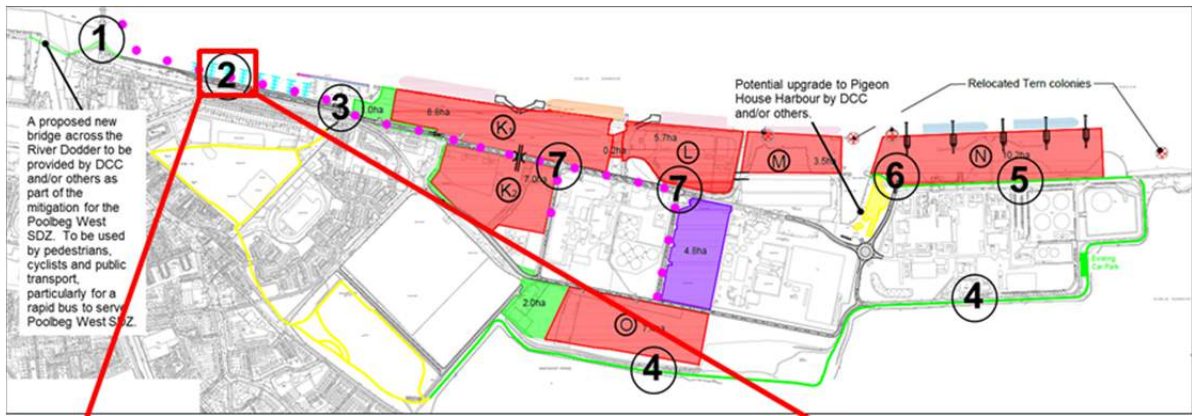 1
2
3
A proposed new
bridge across the
River Dodder to be
provided by DCC
and/or others as
part of the
mitigation for the
Poolbeg West
SDZ. To be used
by pedestrians,
cyclists and public
transport,
particularly for a
rapid bus to serve
Poolbeg West SDZ.
Potential upgrade to Pigeon
House Harbour by DCC
and/or others.
Relocated Tern colonies
K1
L
5.7ha
M
3.5ha
N
10.2ha
K2
7.0ha
7
7
6
5
4.8ha
Existing
Car Park
2.0ha
O
4
4